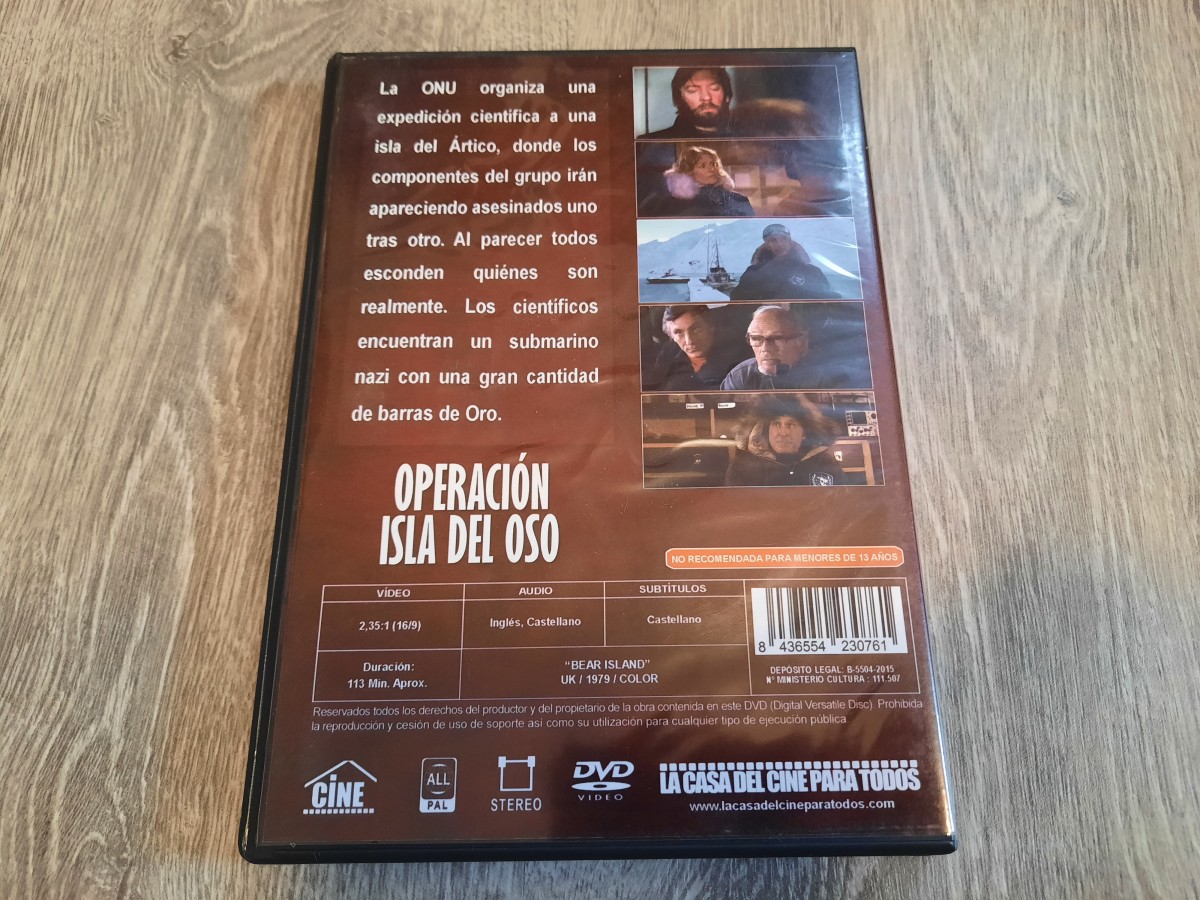 La ONU organiza una
expedición científica a una
isla del Ártico, donde los
componentes del grupo irán
apareciendo asesinados uno
tras otro. Al parecer todos
esconden quiénes son
realmente. Los científicos
encuentran un submarino
nazi con una gran cantidad
de barras de Oro.
OPERACIÓN
ISLA DEL OSO
NO RECOMENDADA PARA MENORES DE 13 AÑOS
VÍDEO
AUDIO
SUBTÍTULOS
2,35:1 (16/9)
Inglés, Castellano
Castellano
Duración:
113 Min. Aprox.
“BEAR ISLAND”
UK / 1979 / COLOR
8 436554 230761
DEPÓSITO LEGAL: B-5504-2015
Nº MINISTERIO CULTURA : 111.507
Reservados todos los derechos del productor y del propietario de la obra contenida en este DVD (Digital Versatile Disc). Prohibida
la reproducción y cesión de uso de soporte así como su utilización para cualquier tipo de ejecución pública
CINE
ALL
PAL
STEREO
DVD
VIDEO
LA CASA DEL CINE PARA TODOS
www.lacasadelcineparatodos.com